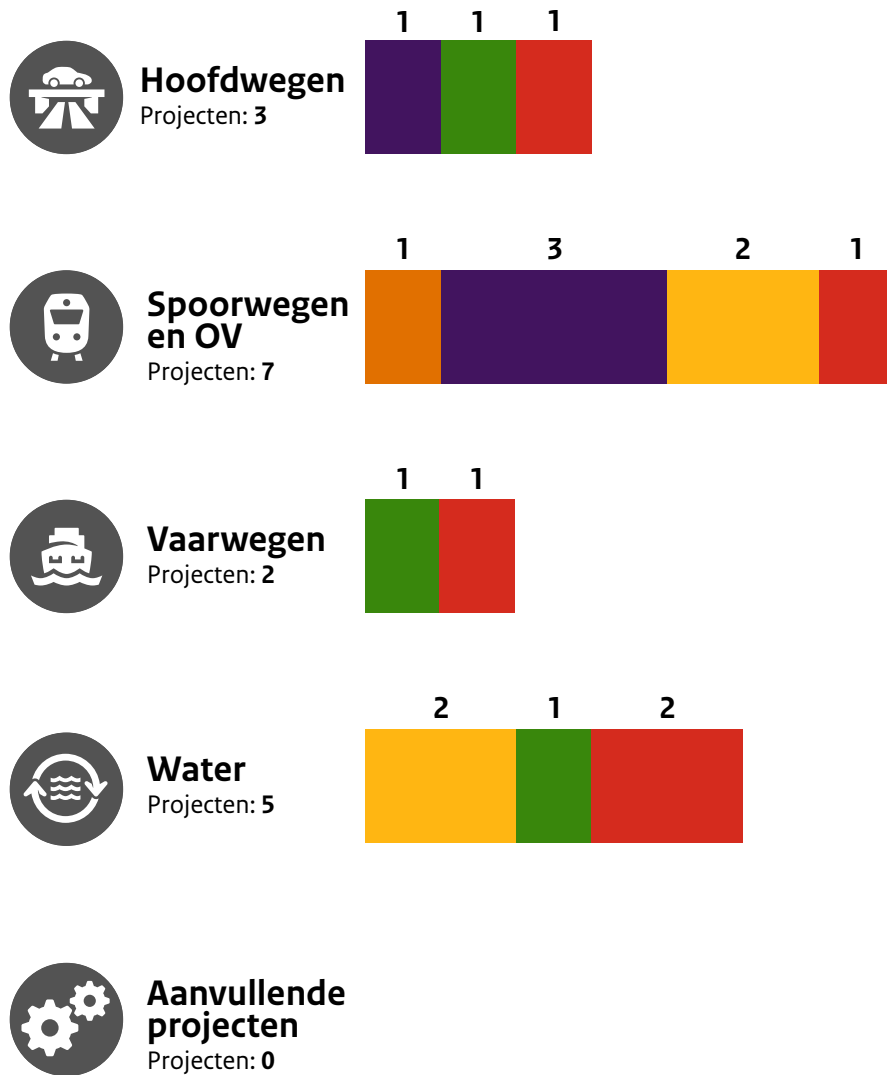 1 1 1
Hoofdwegen
Projecten: 3
1 3 2 1
Spoorwegen
en OV
Projecten: 7
1 1
Vaarwegen
Projecten: 2
2 1 2
Water
Projecten: 5
Aanvullende
projecten
Projecten: 0